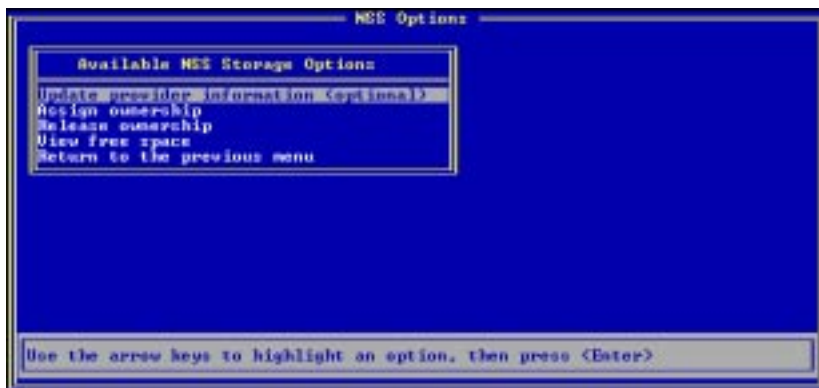 NSS Options
Available NSS Storage Options
Update provider information (optional)
Assign ownership
Release ownership
View free space
Return to the previous menu
Use the arrow keys to highlight an option, then press <Enter>